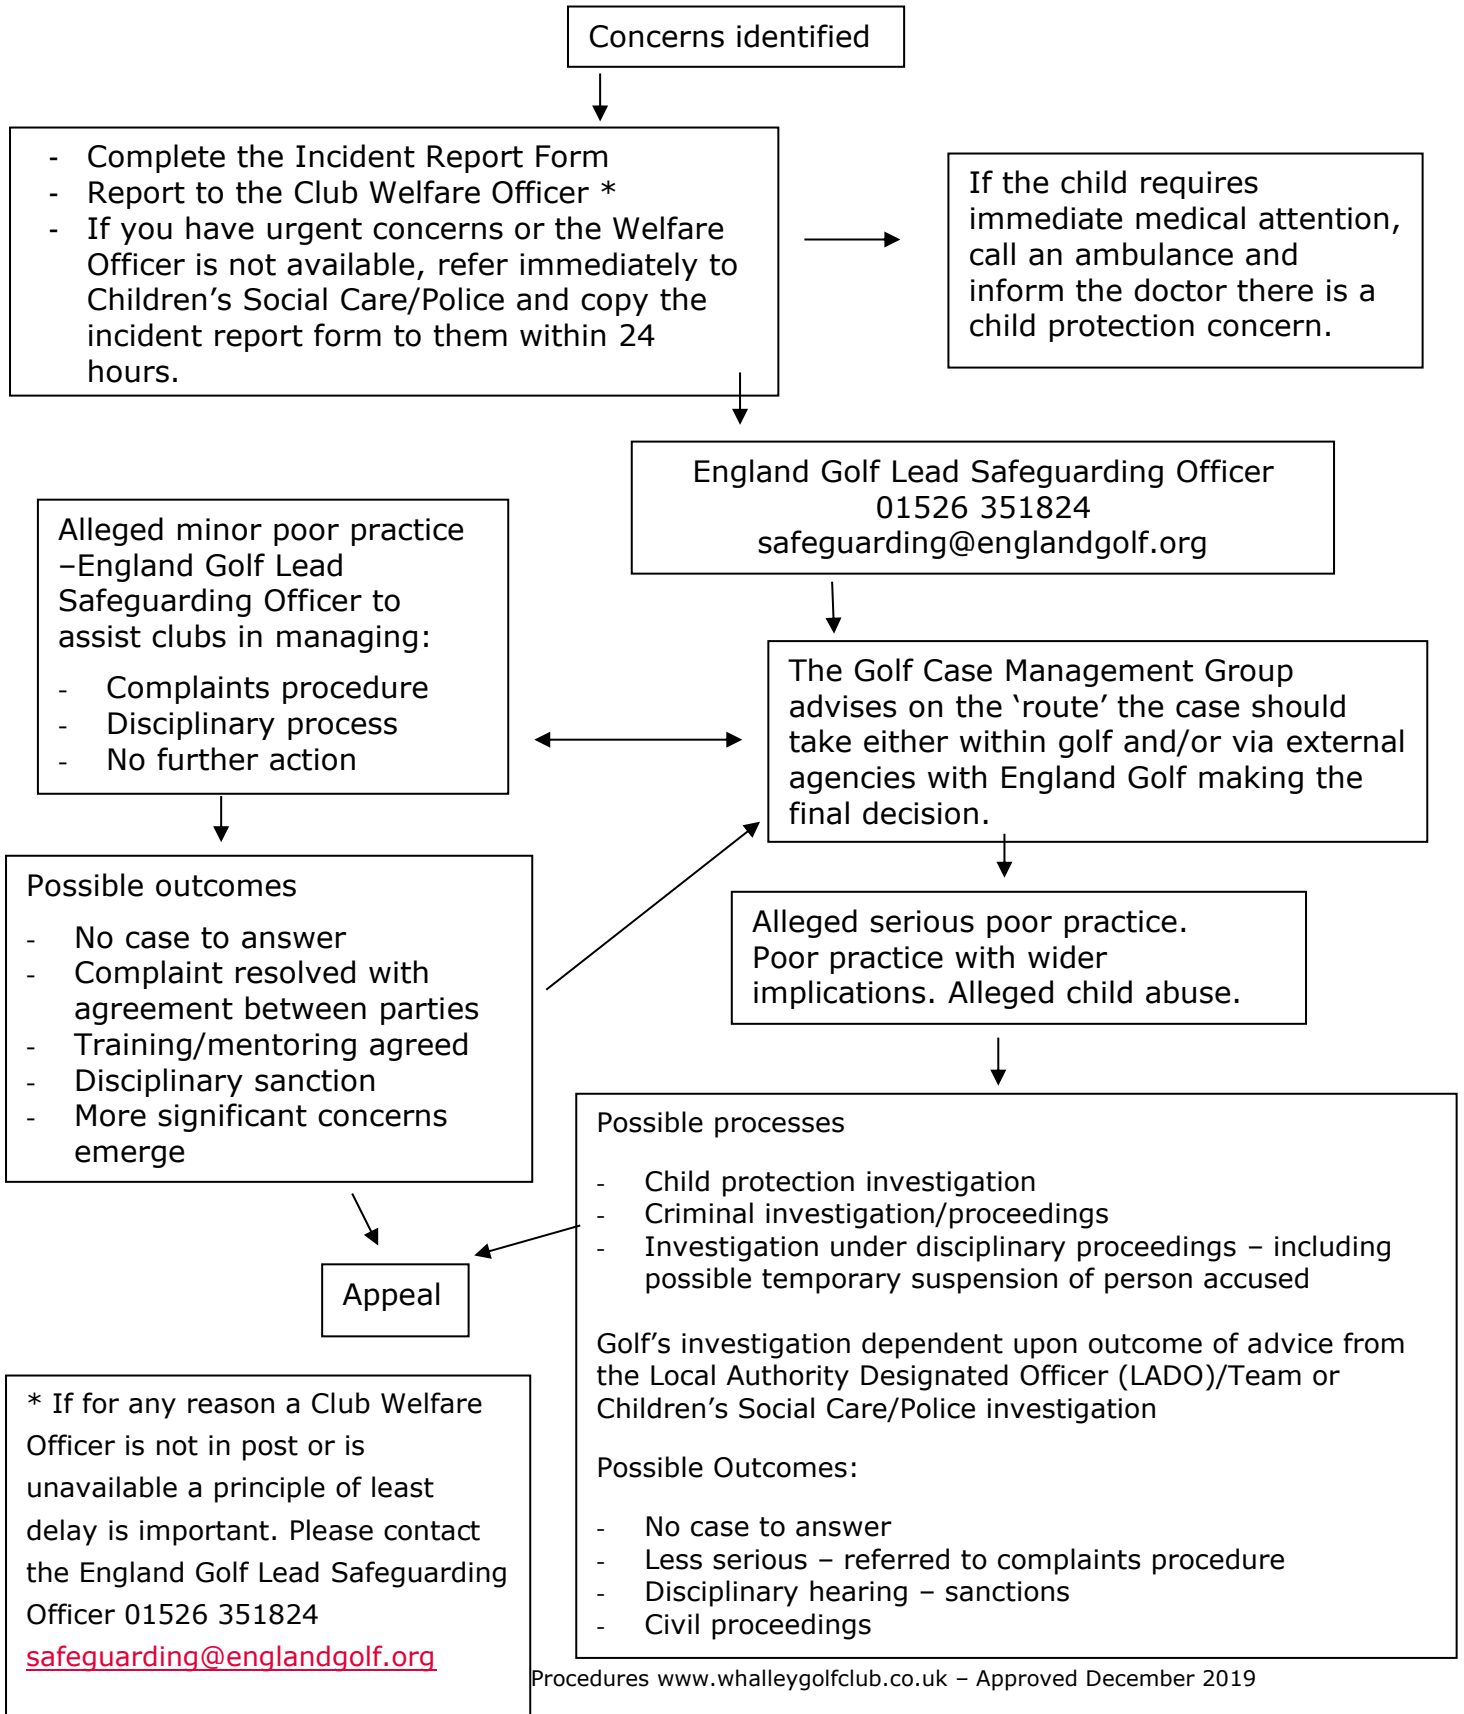 Concerns identified
- Complete the Incident Report Form
- Report to the Club Welfare Officer *
- If you have urgent concerns or the Welfare
Officer is not available, refer immediately to
Children’s Social Care/Police and copy the
incident report form to them within 24
hours.
If the child requires
immediate medical attention,
call an ambulance and
inform the doctor there is a
child protection concern.
England Golf Lead Safeguarding Officer
01526 351824
safeguarding@englandgolf.org
Alleged minor poor practice
–England Golf Lead
Safeguarding Officer to
assist clubs in managing:
- Complaints procedure
- Disciplinary process
- No further action
The Golf Case Management Group
advises on the ‘route’ the case should
take either within golf and/or via external
agencies with England Golf making the
final decision.
Possible outcomes
- No case to answer
- Complaint resolved with
agreement between parties
- Training/mentoring agreed
- Disciplinary sanction
- More significant concerns
emerge
Alleged serious poor practice.
Poor practice with wider
implications. Alleged child abuse.
Possible processes
- Child protection investigation
- Criminal investigation/proceedings
- Investigation under disciplinary proceedings – including
possible temporary suspension of person accused
Golf’s investigation dependent upon outcome of advice from
the Local Authority Designated Officer (LADO)/Team or
Children’s Social Care/Police investigation
Possible Outcomes:
- No case to answer
- Less serious – referred to complaints procedure
- Disciplinary hearing – sanctions
- Civil proceedings
Appeal
* If for any reason a Club Welfare
Officer is not in post or is
unavailable a principle of least
delay is important. Please contact
the England Golf Lead Safeguarding
Officer 01526 351824
safeguarding@englandgolf.org
Procedures www.whalleygolfclub.co.uk – Approved December 2019